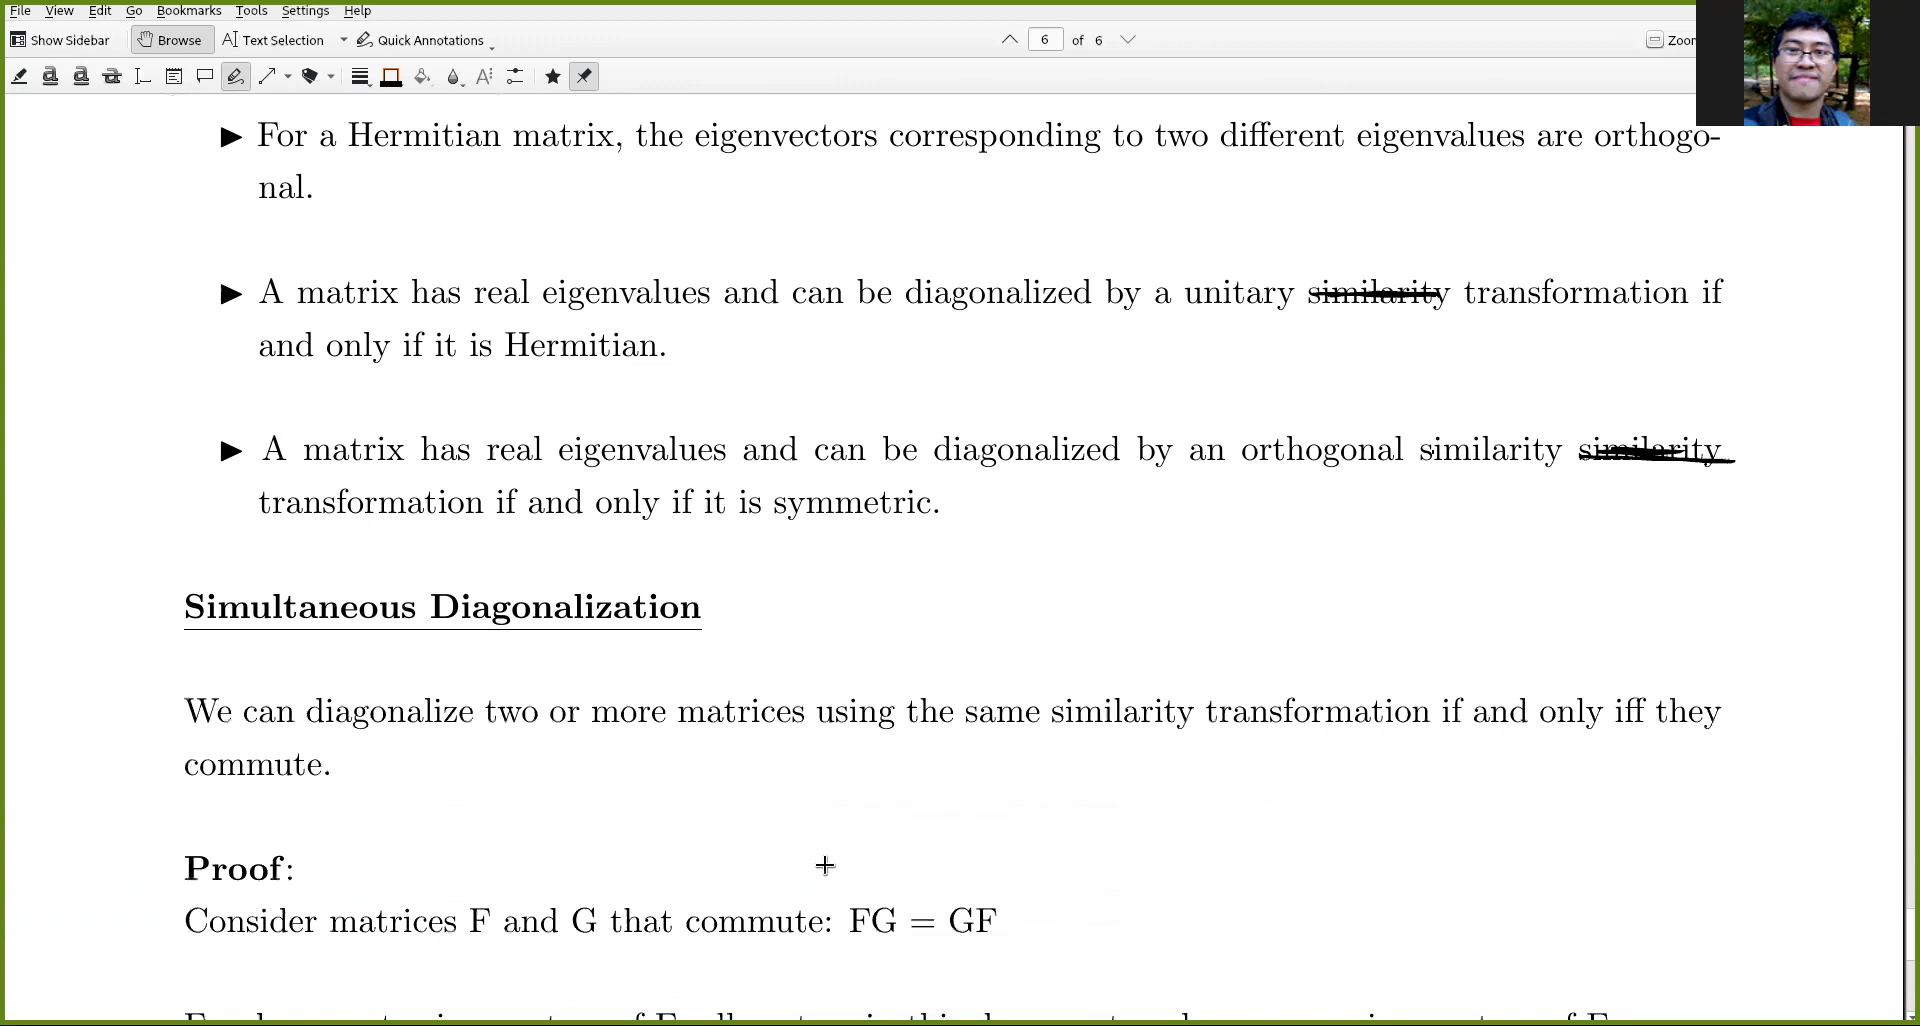 File View Edit Go Bookmarks Tools Settings Help
Show Sidebar Browse Text Selection Quick Annotations 6 of 6
▶ For a Hermitian matrix, the eigenvectors corresponding to two different eigenvalues are orthogo-
nal.
▶ A matrix has real eigenvalues and can be diagonalized by a unitary similarity transformation if
and only if it is Hermitian.
▶ A matrix has real eigenvalues and can be diagonalized by an orthogonal similarity similarity
transformation if and only if it is symmetric.
Simultaneous Diagonalization
We can diagonalize two or more matrices using the same similarity transformation if and only iff they
commute.
Proof:
Consider matrices F and G that commute: FG = GF